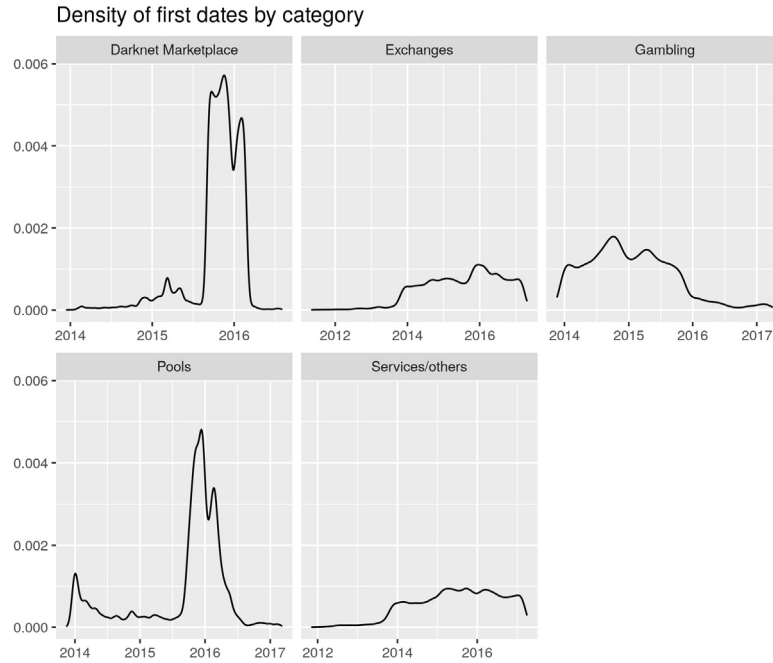 Density of first dates by category
Darknet Marketplace Exchanges Gambling
0.006
0.004
0.002
0.000
2014 2015 2016 2012 2014 2016 2014 2015 2016 2017
Pools Services/others
0.006
0.004
0.002
0.000
2014 2015 2016 2017 2012 2014 2016